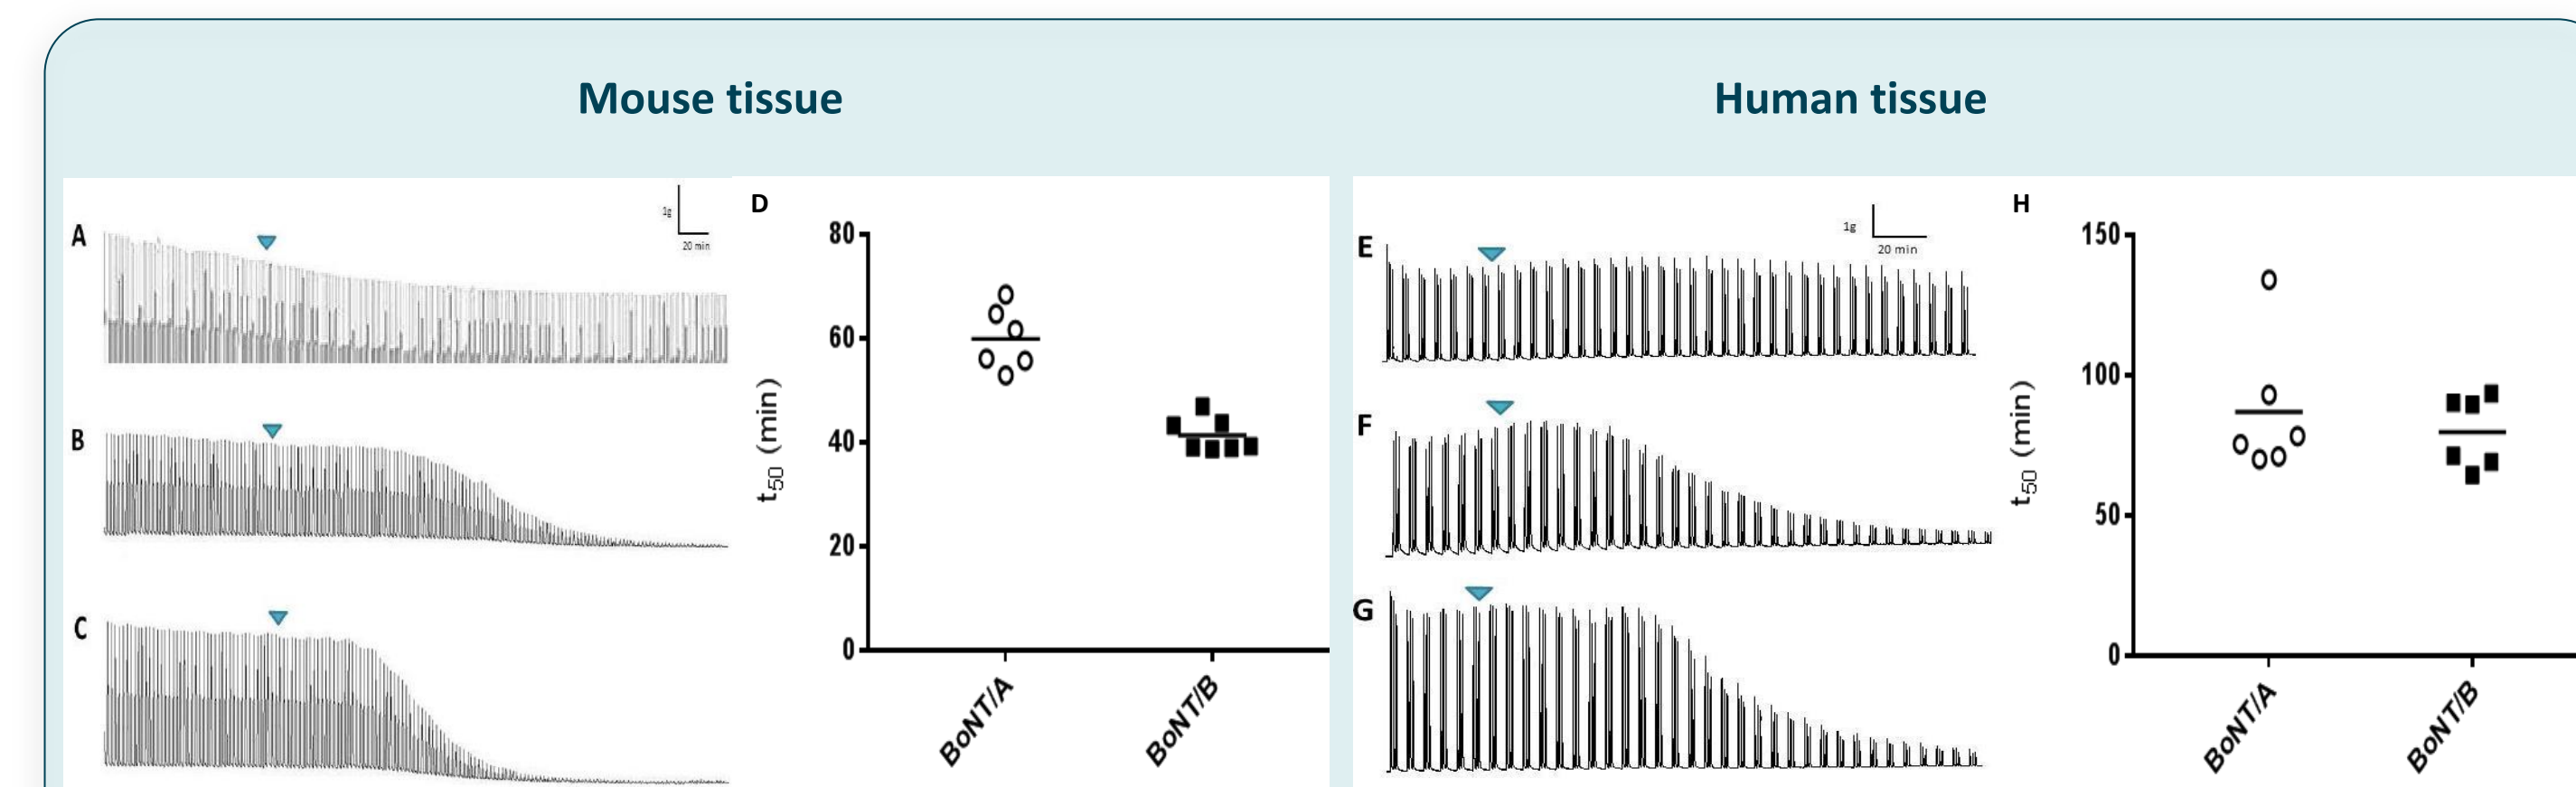 Mouse tissue
Human tissue
A
1g
20 min
B
C
D
80
60
40
20
0
t50 (min)
BoNT/A
BoNT/B
E
1g
20 min
F
G
H
150
100
50
0
t50 (min)
BoNT/A
BoNT/B